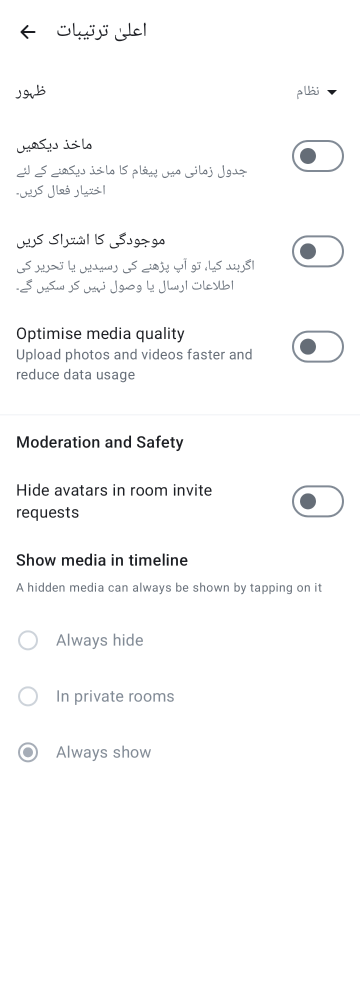 اعلیٰ ترتیبات
ظہور
نظام
ماخذ دیکھیں
جدول زمانی میں پیغام کا ماخذ دیکھنے کے لئے
اختیار فعال کریں۔
موجودگی کا اشتراک کریں
اگربند کیا، تو آپ پڑھنے کی رسیدیں یا تحریر کی
اطلاعات ارسال یا وصول نہیں کر سکیں گے۔
Optimise media quality
Upload photos and videos faster and
reduce data usage
Moderation and Safety
Hide avatars in room invite
requests
Show media in timeline
A hidden media can always be shown by tapping on it
Always hide
In private rooms
Always show